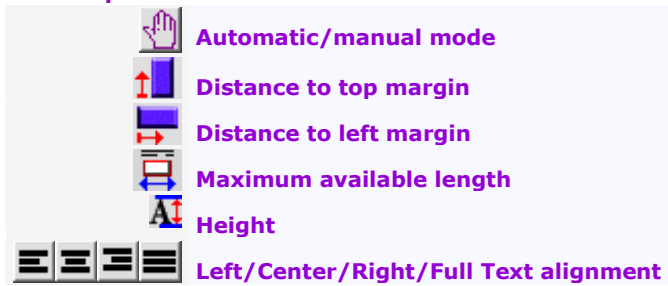 Automatic/manual mode
Distance to top margin
Distance to left margin
Maximum available length
A
Height
Left/Center/Right/Full Text alignment